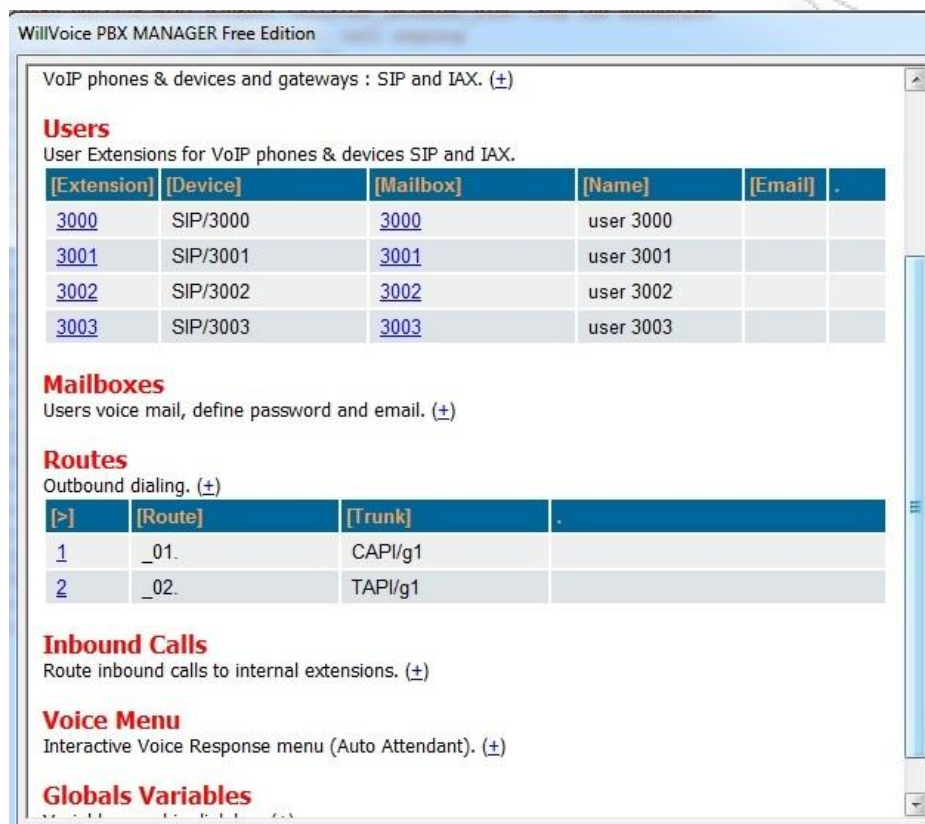 WillVoice PBX MANAGER Free Edition
VoIP phones & devices and gateways : SIP and IAX. (+)
Users
User Extensions for VoIP phones & devices SIP and IAX.
[Extension] [Device] [Mailbox] [Name] [Email] .
3000 SIP/3000 3000 user 3000
3001 SIP/3001 3001 user 3001
3002 SIP/3002 3002 user 3002
3003 SIP/3003 3003 user 3003
Mailboxes
Users voice mail, define password and email. (+)
Routes
Outbound dialing. (+)
[>] [Route] [Trunk] .
1 _01. CAPI/g1
2 _02. TAPI/g1
Inbound Calls
Route inbound calls to internal extensions. (+)
Voice Menu
Interactive Voice Response menu (Auto Attendant). (+)
Globals Variables